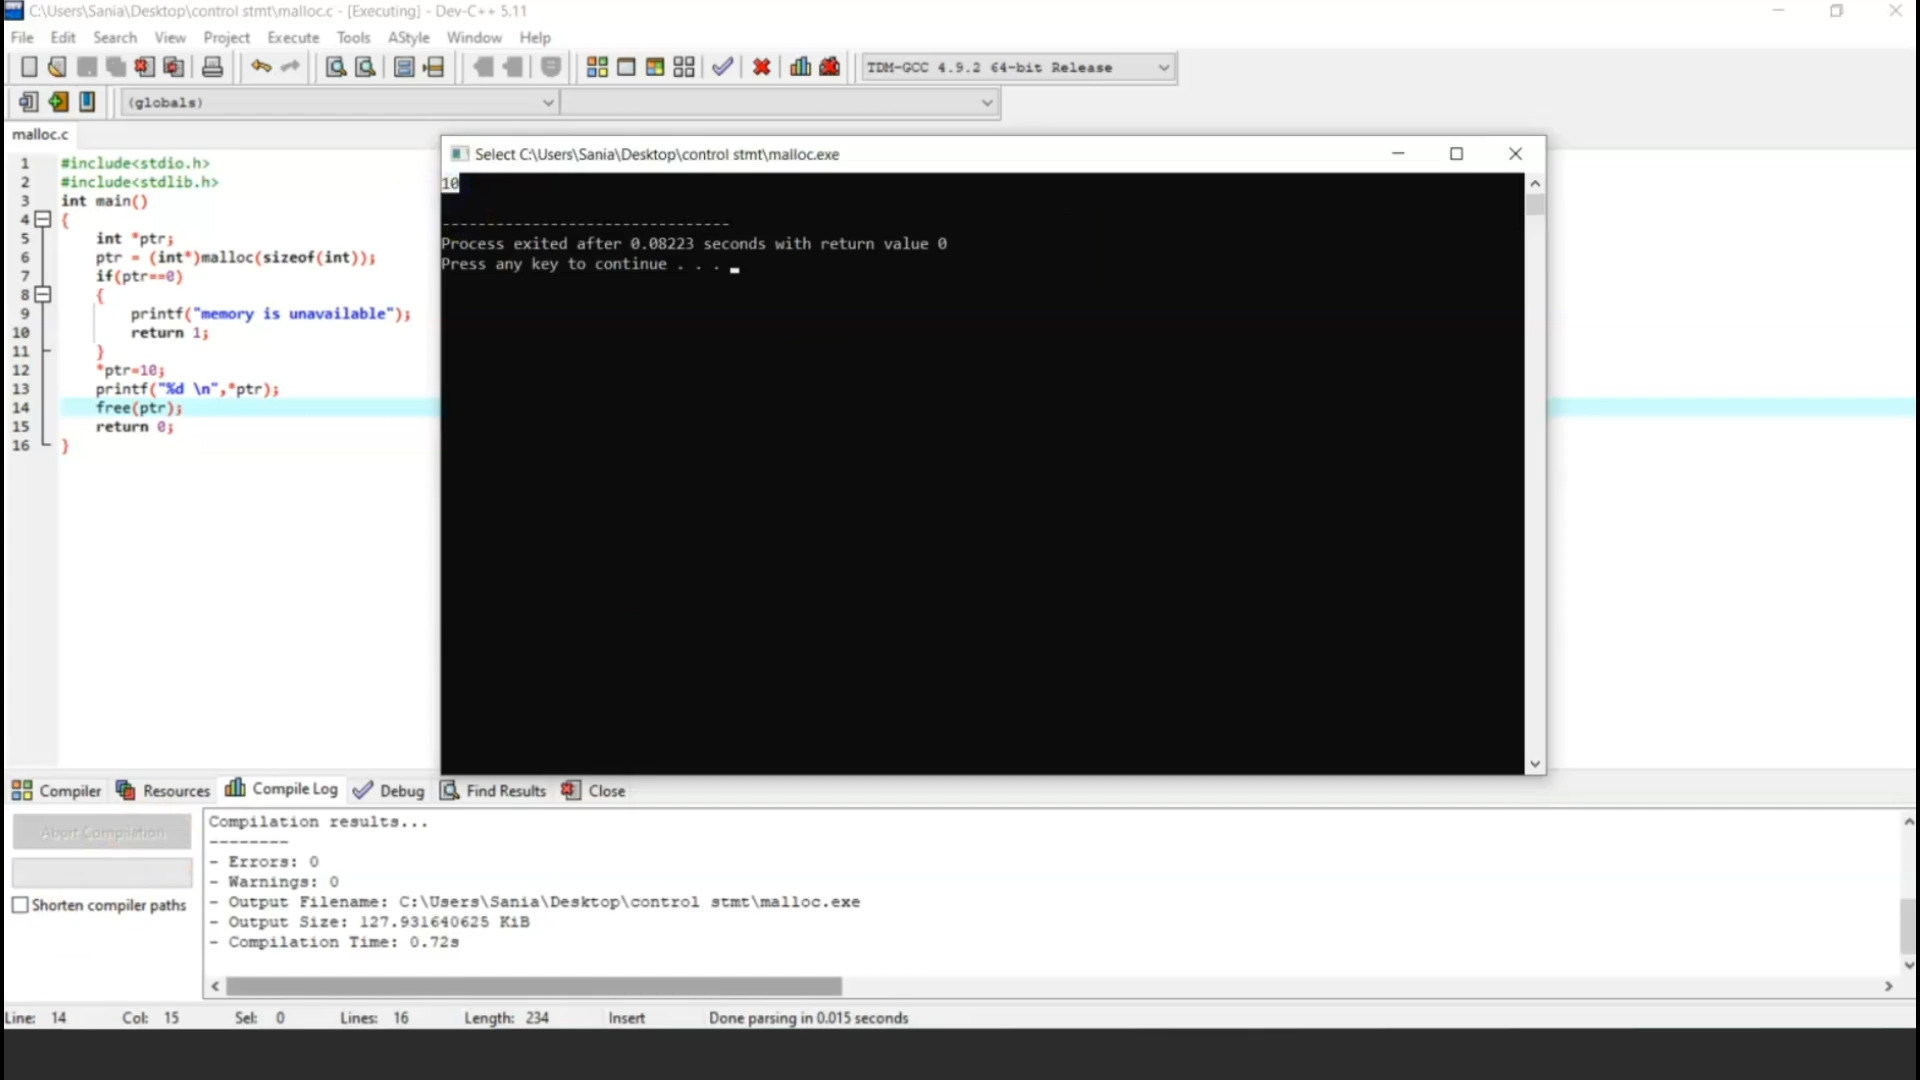 C:\Users\Sania\Desktop\control stmt\malloc.c - [Executing] - Dev-C++ 5.11
File Edit Search View Project Execute Tools AStyle Window Help
TDM-GCC 4.9.2 64-bit Release
(globals)
malloc.c
1 #include<stdio.h>
2 #include<stdlib.h>
3 int main()
4 {
5 int *ptr;
6 ptr = (int*)malloc(sizeof(int));
7 if(ptr==0)
8 {
9 printf("memory is unavailable");
10 return 1;
11 }
12 *ptr=10;
13 printf("%d \n",*ptr);
14 free(ptr);
15 return 0;
16 }
Select C:\Users\Sania\Desktop\control stmt\malloc.exe
10
--------------------------------
Process exited after 0.08223 seconds with return value 0
Press any key to continue . . .
Compiler Resources Compile Log Debug Find Results Close
Abort Compilation
Shorten compiler paths
Compilation results...
--------
- Errors: 0
- Warnings: 0
- Output Filename: C:\Users\Sania\Desktop\control stmt\malloc.exe
- Output Size: 127.931640625 KiB
- Compilation Time: 0.72s
Line: 14 Col: 15 Sel: 0 Lines: 16 Length: 234 Insert Done parsing in 0.015 seconds